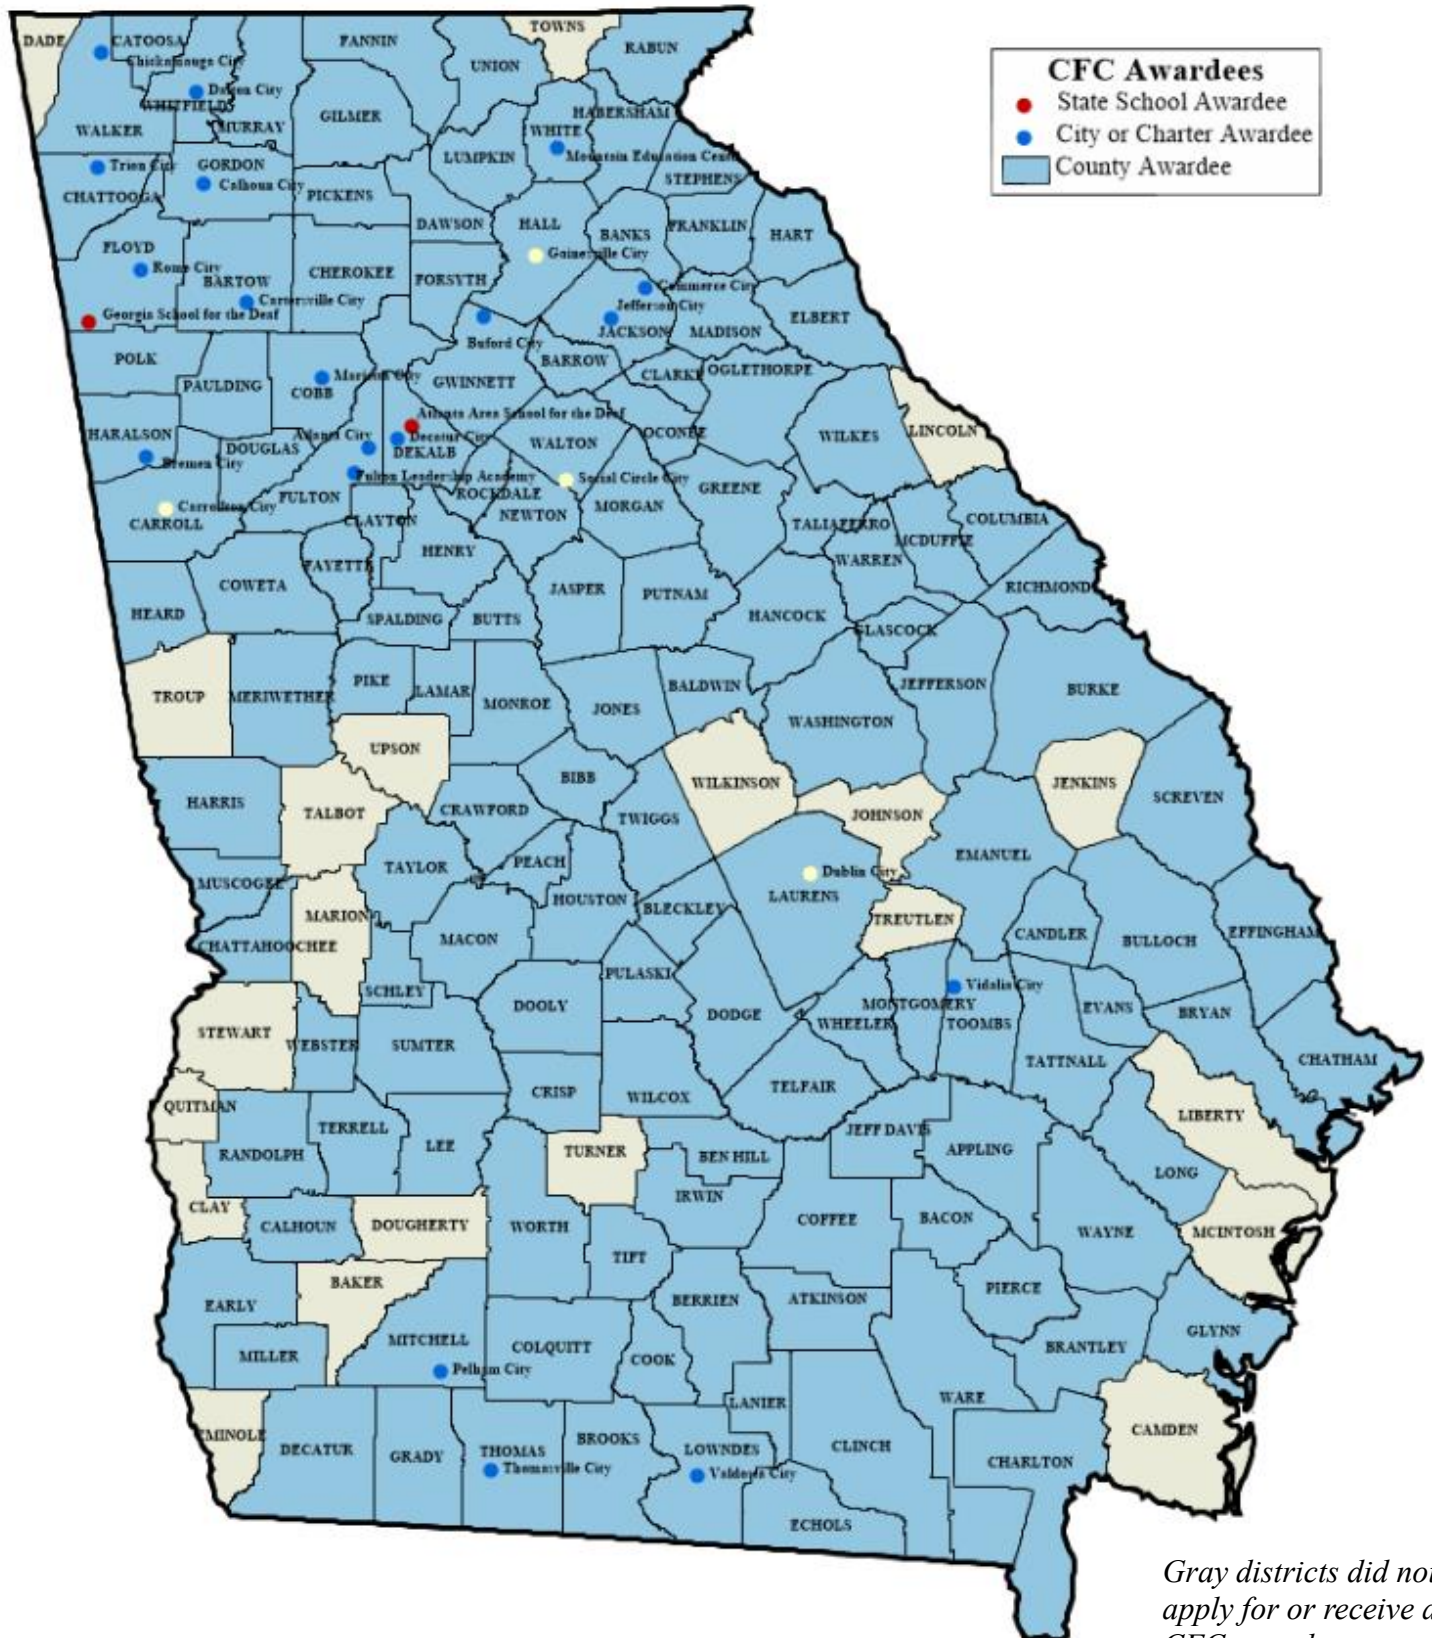 CFC Awardees
State School Awardee
City or Charter Awardee
County Awardee
DADE
CATOOSA
Chickamauga City
Dalton City
WHITFIELD
WALKER
MURRAY
FANNIN
GILMER
UNION
TOWNS
RABUN
HABERSHAM
WHITE
Mountain Education Center
LUMPKIN
STEPHENS
Trion City
GORDON
Calhoun City
CHATTOOGA
PICKENS
DAWSON
HALL
BANKS
FRANKLIN
HART
FLOYD
Rome City
BARTOW
CHEROKEE
FORSYTH
Gainesville City
Cartersville City
Commerce City
Jefferson City
Georgia School for the Deaf
JACKSON
MADISON
ELBERT
POLK
Buford City
BARROW
CLARKE
OGLETHORPE
PAULDING
COBB
Marietta City
GWINNETT
Atlanta Area School for the Deaf
HARALSON
Atlanta City
Decatur City
WALTON
OCONEE
WILKES
LINCOLN
DOUGLAS
DEKALB
Bremen City
Fulton Leadership Academy
Social Circle City
ROCKDALE
FULTON
Carrollton City
CARROLL
CLAYTON
NEWTON
MORGAN
GREENE
TALIAFERRO
MCDUFFIE
COLUMBIA
WARREN
HENRY
FAYETTE
COWETA
HEARD
SPALDING
BUTTS
JASPER
PUTNAM
HANCOCK
GLASCOCK
RICHMOND
TROUP
MERIWETHER
PIKE
LAMAR
MONROE
JONES
BALDWIN
WASHINGTON
JEFFERSON
BURKE
UPSON
BIBB
WILKINSON
JENKINS
SCREVEN
HARRIS
TALBOT
CRAWFORD
TWIGGS
JOHNSON
EMANUEL
MUSCOGEE
TAYLOR
PEACH
HOUSTON
BLECKLEY
Dublin City
LAURENS
TREUTLEN
CANDLER
BULLOCH
EFFINGHAM
MARION
MACON
CHATTAHOOCHEE
PULASKI
SCHLEY
DOOLY
DODGE
MONTGOMERY
Vidalia City
WHEELER
TOOMBS
EVANS
BRYAN
STEWART
WEBSTER
SUMTER
TATTNALL
CHATHAM
QUITMAN
CRISP
WILCOX
TELFAIR
LIBERTY
TERRELL
RANDOLPH
LEE
TURNER
BEN HILL
JEFF DAVIS
APPLING
LONG
CLAY
CALHOUN
DOUGHERTY
WORTH
IRWIN
COFFEE
BACON
WAYNE
MCINTOSH
TIFT
BAKER
EARLY
BERRIEN
ATKINSON
PIERCE
MILLER
MITCHELL
COLQUITT
COOK
BRANTLEY
GLYNN
Pelham City
LANIER
WARE
CAMDEN
EMINOLE
DECATUR
GRADY
THOMAS
Thomasville City
BROOKS
LOWNDES
Valdosta City
CLINCH
CHARLTON
ECHOLS
Gray districts did not
apply for or receive a